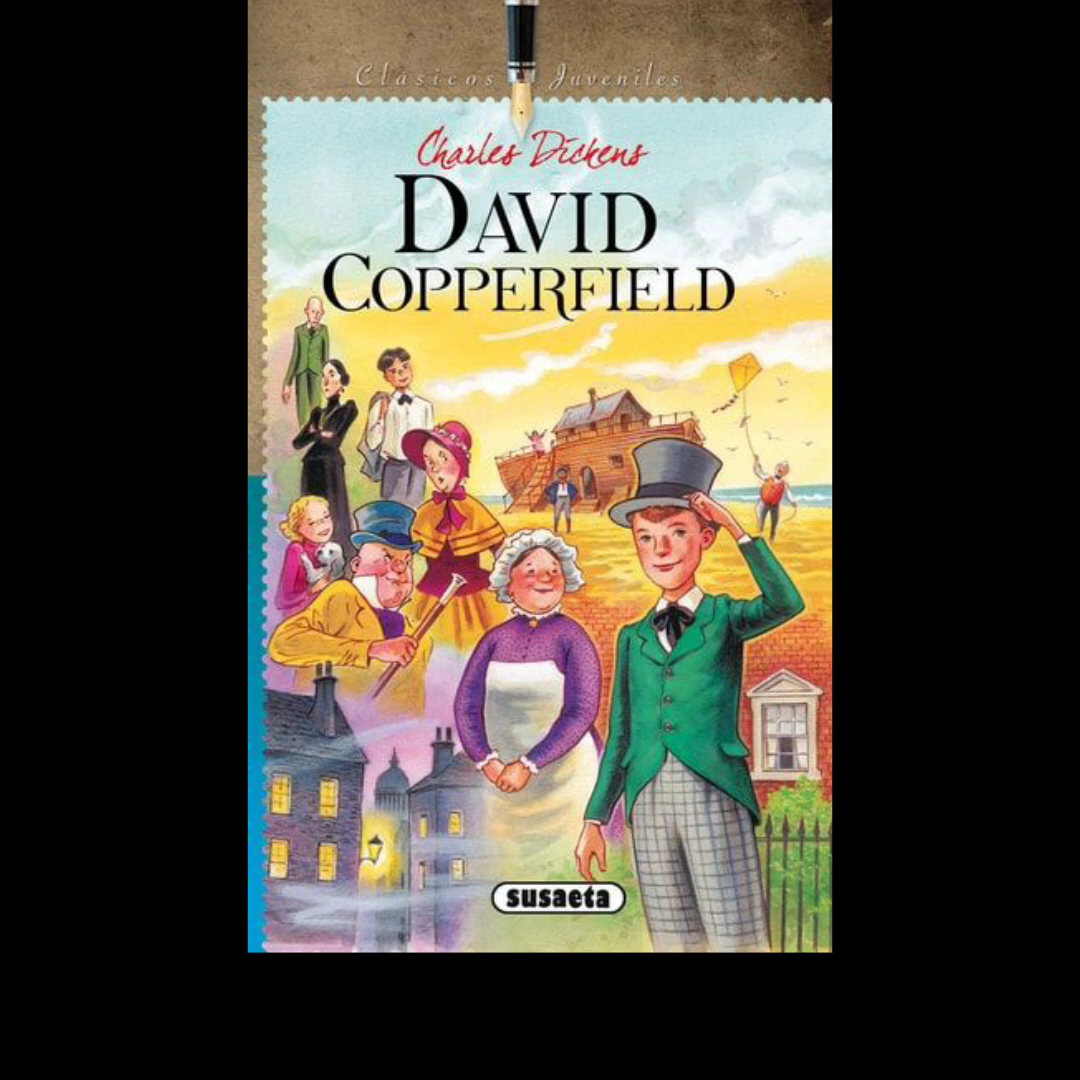 Clásicos Juveniles
Charles Dickens
DAVID
COPPERFIELD
susaeta